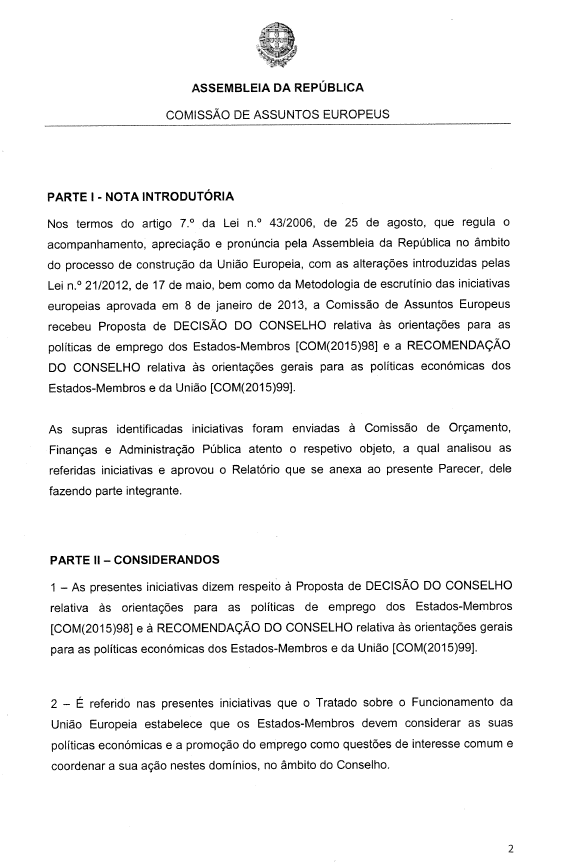 ASSEMBLEIA DA REPÚBLICA
COMISSÃO DE ASSUNTOS EUROPEUS
PARTE I - NOTA INTRODUTÓRIA
Nos termos do artigo 7.º da Lei n.º 43/2006, de 25 de agosto, que regula o
acompanhamento, apreciação e pronúncia pela Assembleia da República no âmbito
do processo de construção da União Europeia, com as alterações introduzidas pelas
Lei n.º 21/2012, de 17 de maio, bem como da Metodologia de escrutínio das iniciativas
europeias aprovada em 8 de janeiro de 2013, a Comissão de Assuntos Europeus
recebeu Proposta de DECISÃO DO CONSELHO relativa às orientações para as
políticas de emprego dos Estados-Membros [COM(2015)98] e a RECOMENDAÇÃO
DO CONSELHO relativa às orientações gerais para as políticas económicas dos
Estados-Membros e da União [COM(2015)99].
As supras identificadas iniciativas foram enviadas à Comissão de Orçamento,
Finanças e Administração Pública atento o respetivo objeto, a qual analisou as
referidas iniciativas e aprovou o Relatório que se anexa ao presente Parecer, dele
fazendo parte integrante.
PARTE II – CONSIDERANDOS
1 – As presentes iniciativas dizem respeito à Proposta de DECISÃO DO CONSELHO
relativa às orientações para as políticas de emprego dos Estados-Membros
[COM(2015)98] e à RECOMENDAÇÃO DO CONSELHO relativa às orientações gerais
para as políticas económicas dos Estados-Membros e da União [COM(2015)99].
2 – É referido nas presentes iniciativas que o Tratado sobre o Funcionamento da
União Europeia estabelece que os Estados-Membros devem considerar as suas
políticas económicas e a promoção do emprego como questões de interesse comum e
coordenar a sua ação nestes domínios, no âmbito do Conselho.
2